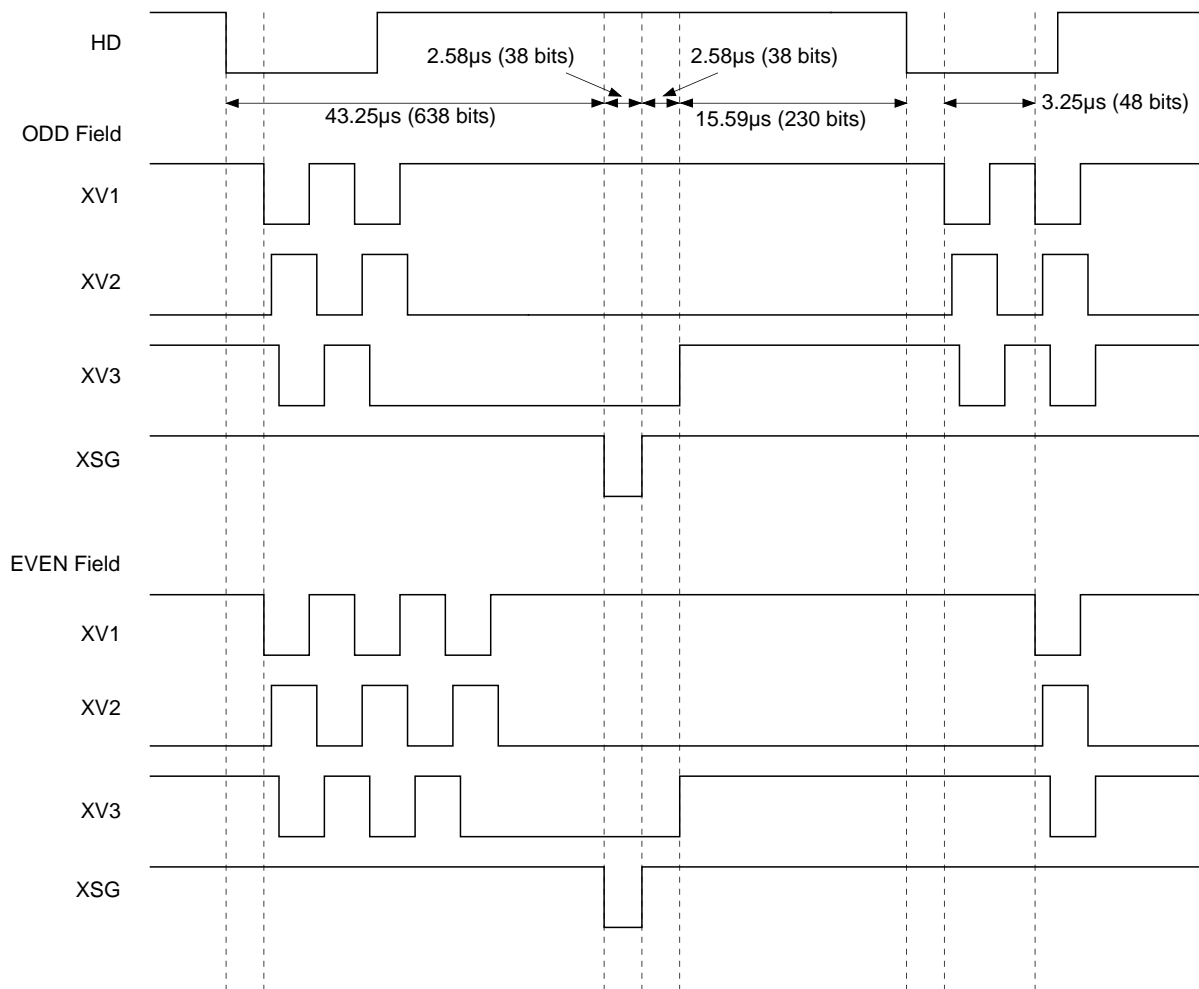 HD
2.58µs (38 bits)
2.58µs (38 bits)
43.25µs (638 bits)
15.59µs (230 bits)
3.25µs (48 bits)
ODD Field
XV1
XV2
XV3
XSG
EVEN Field
XV1
XV2
XV3
XSG